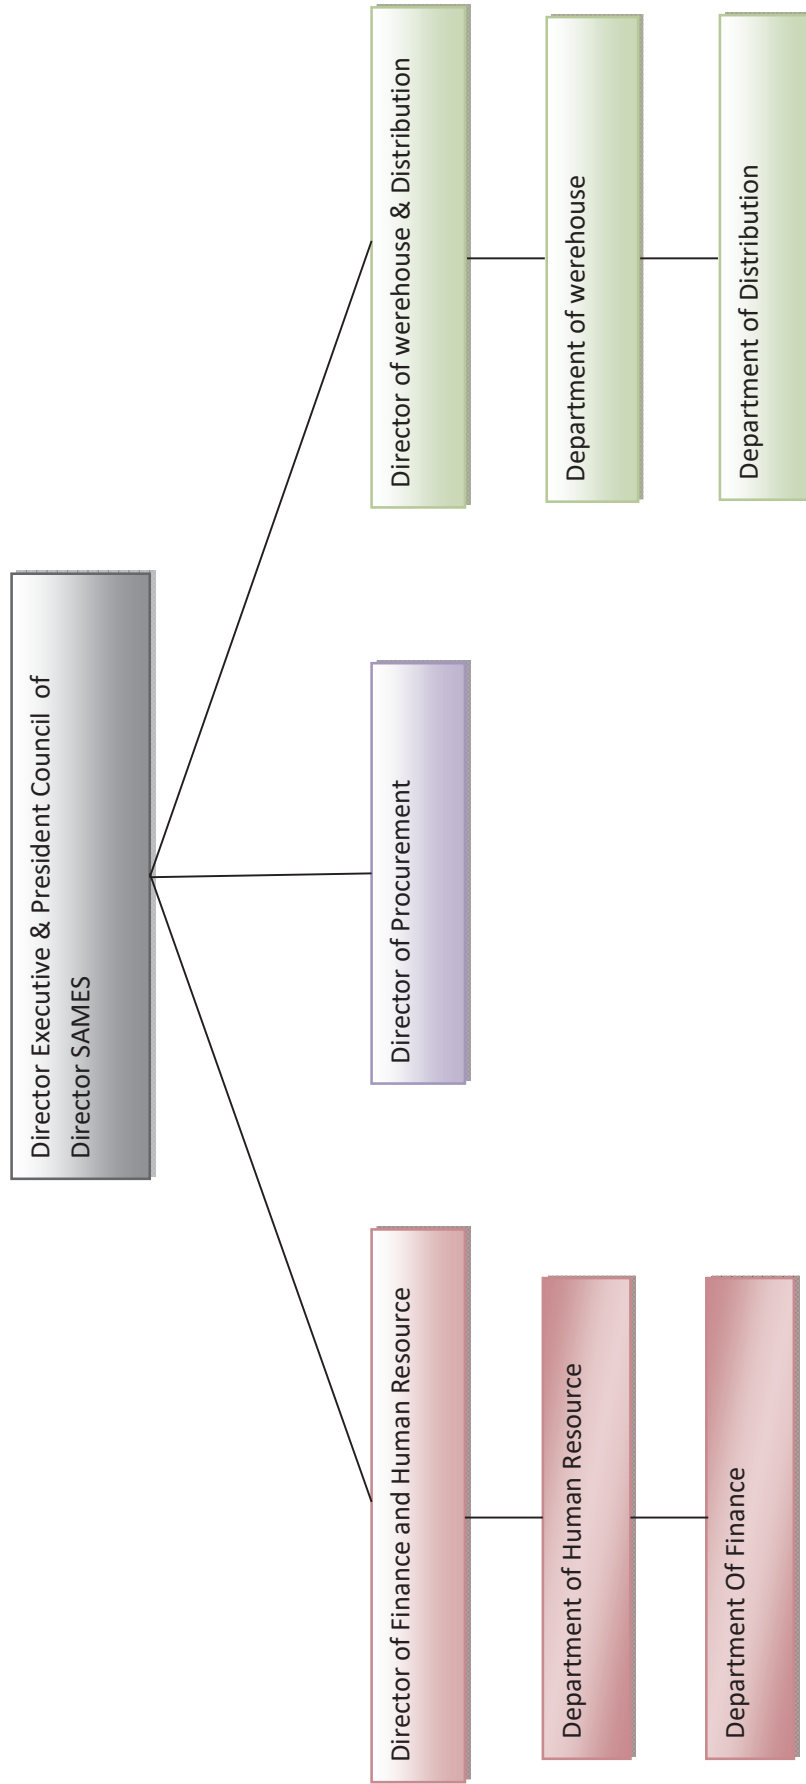 Director Executive & President Council of
Director SAMES
Director of Finance and Human Resource
Director of Procurement
Director of werehouse & Distribution
Department of Human Resource
Department of werehouse
Department Of Finance
Department of Distribution